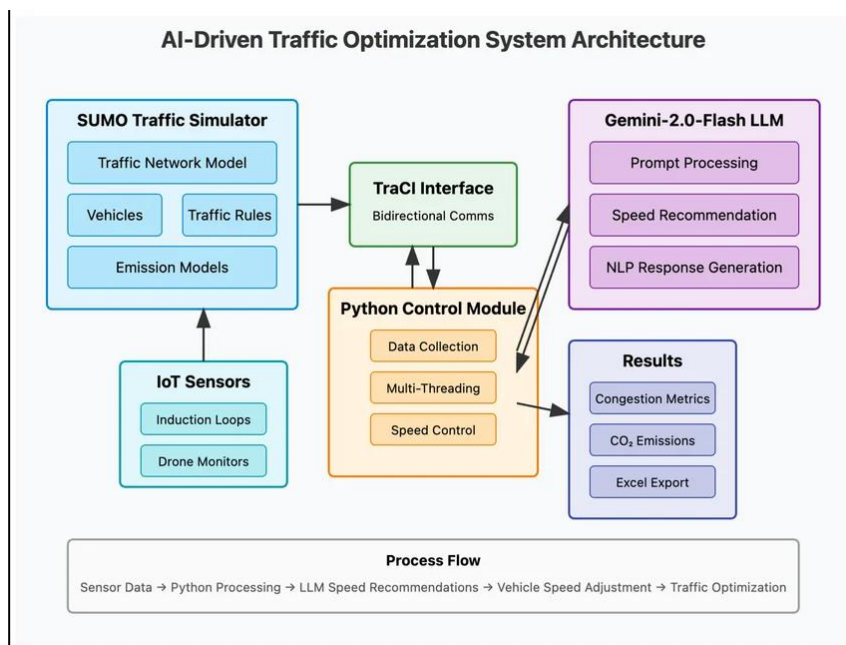 AI-Driven Traffic Optimization System Architecture
SUMO Traffic Simulator
Traffic Network Model
Vehicles
Traffic Rules
Emission Models
TraCI Interface
Bidirectional Comms
Gemini-2.0-Flash LLM
Prompt Processing
Speed Recommendation
NLP Response Generation
IoT Sensors
Induction Loops
Drone Monitors
Python Control Module
Data Collection
Multi-Threading
Speed Control
Results
Congestion Metrics
CO₂ Emissions
Excel Export
Process Flow
Sensor Data → Python Processing → LLM Speed Recommendations → Vehicle Speed Adjustment → Traffic Optimization